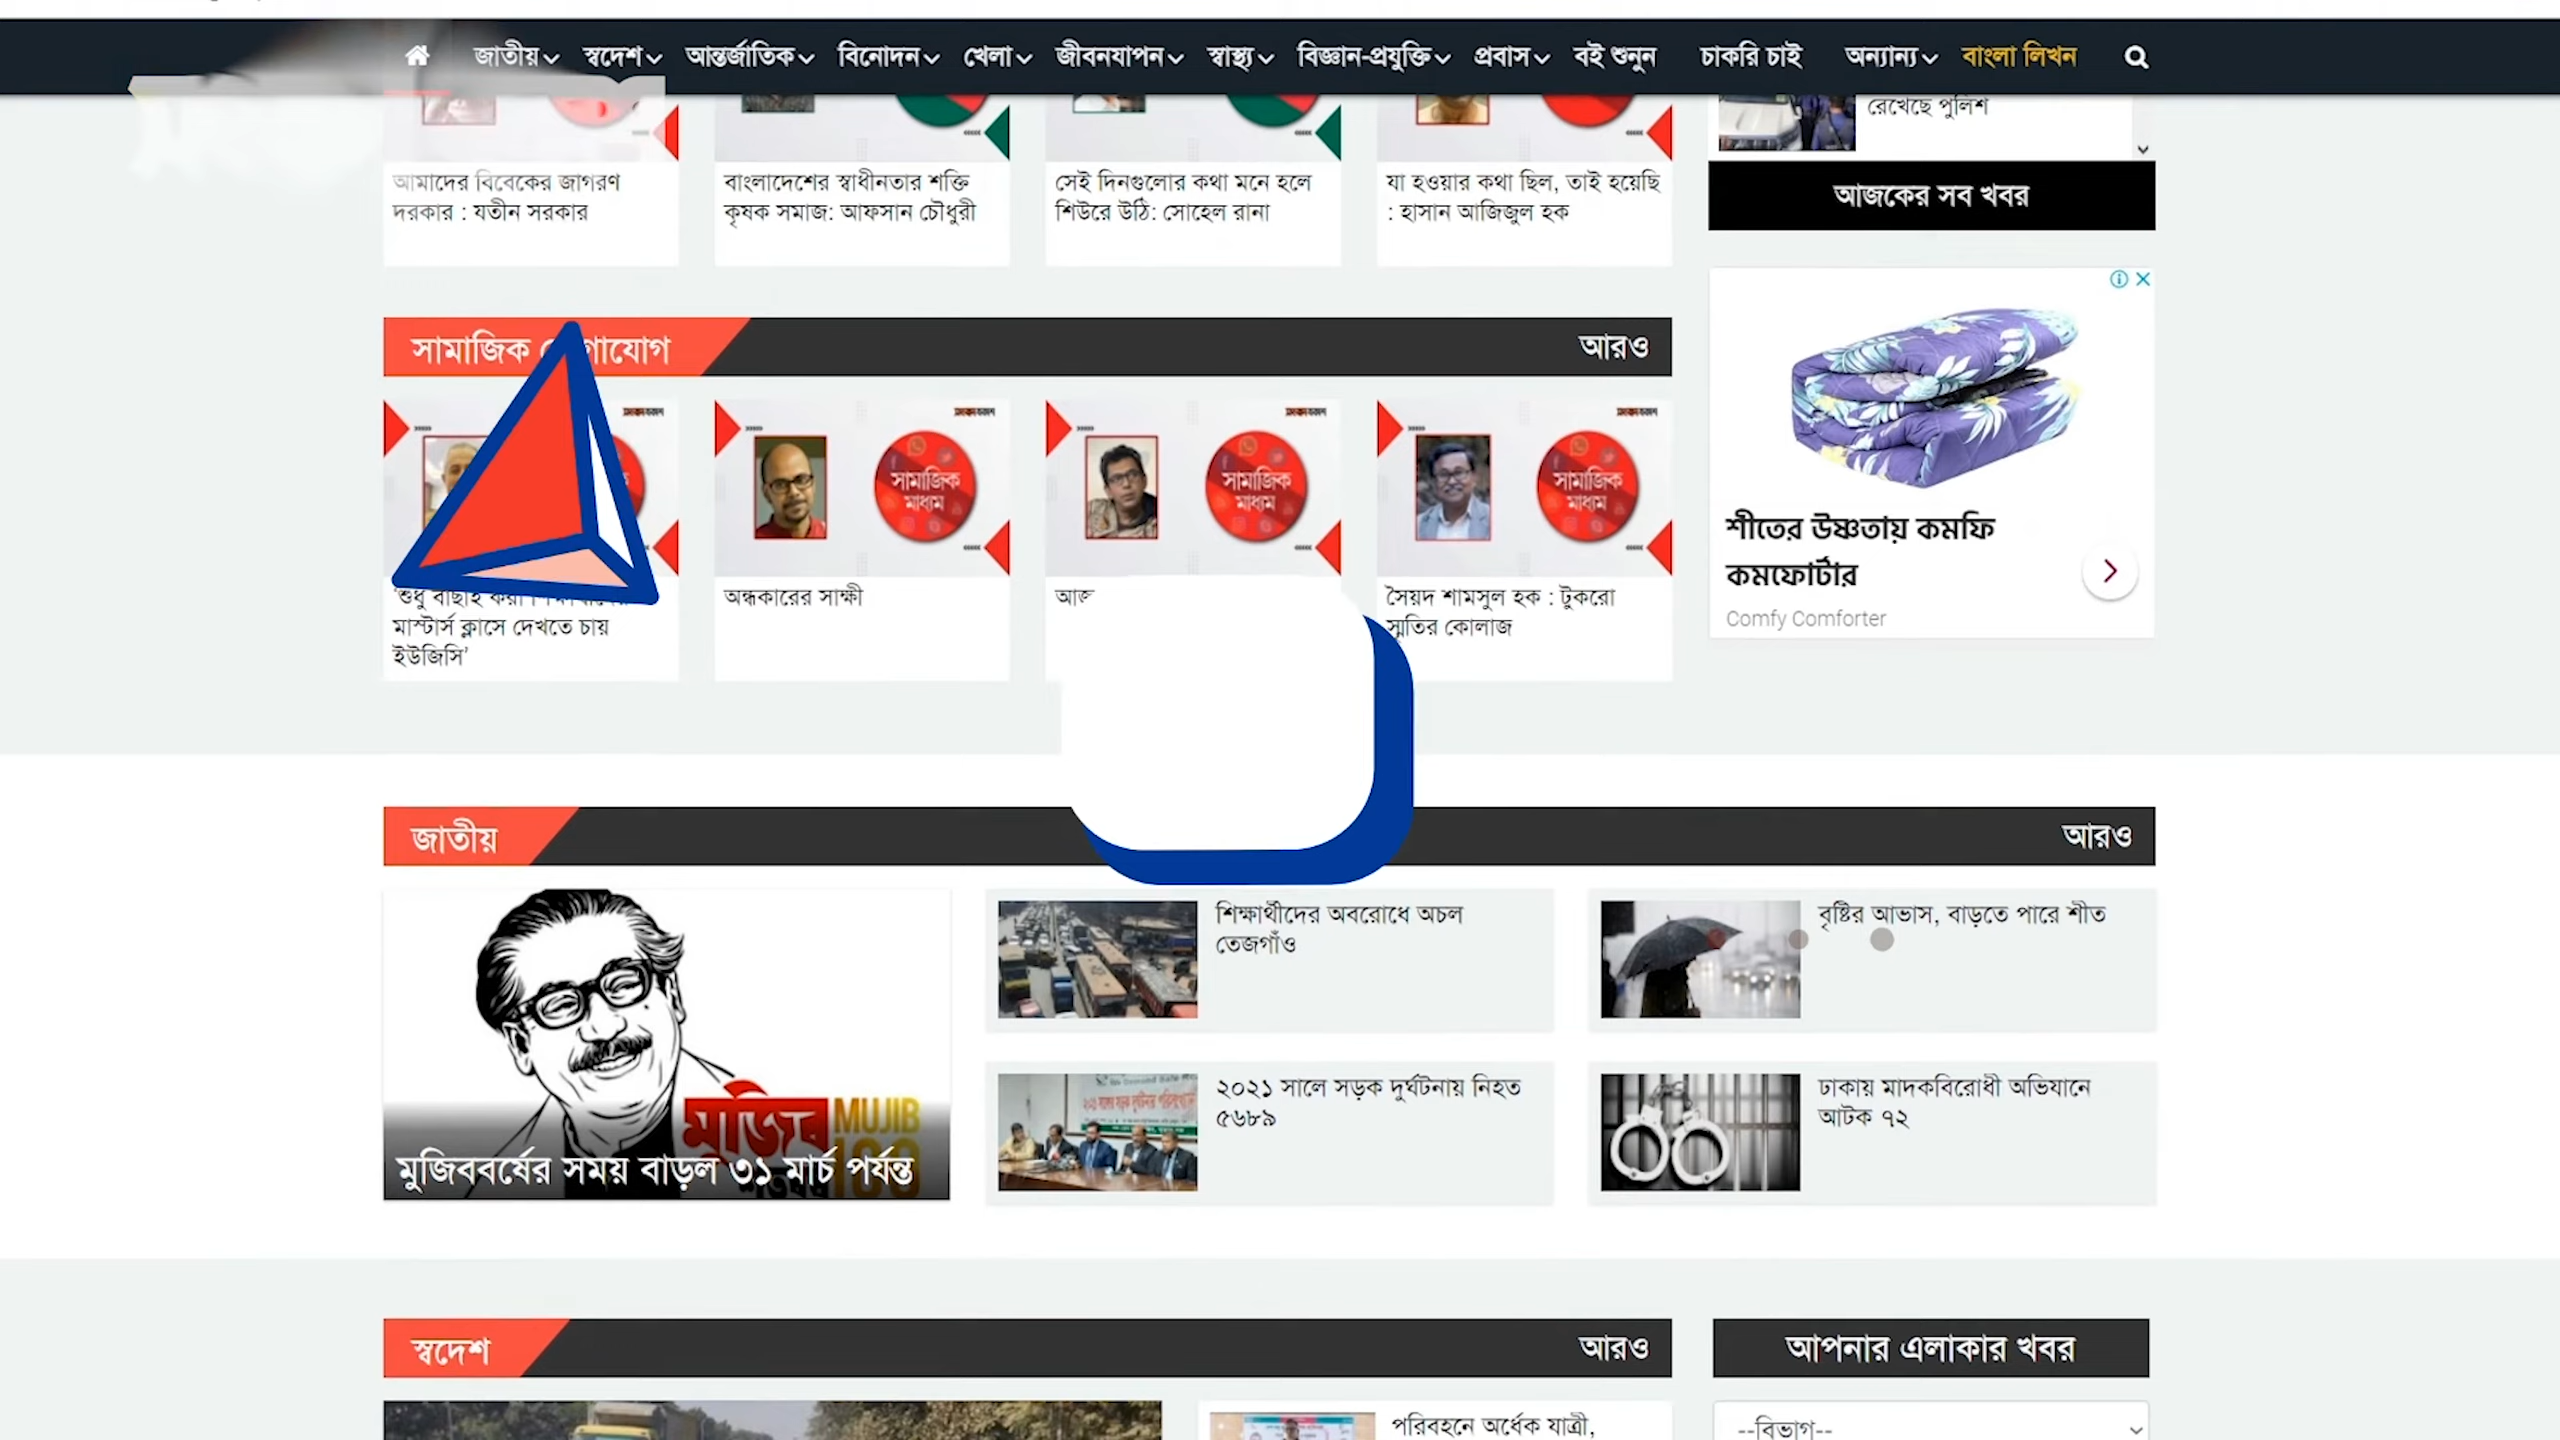 জাতীয় স্বদেশ আন্তর্জাতিক বিনোদন খেলা জীবনযাপন স্বাস্থ্য বিজ্ঞান-প্রযুক্তি প্রবাস বই শুনুন চাকরি চাই অন্যান্য বাংলা লিখন
রেখেছে পুলিশ
আমাদের বিবেকের জাগরণ
দরকার : যতীন সরকার
বাংলাদেশের স্বাধীনতার শক্তি
কৃষক সমাজ: আফসান চৌধুরী
সেই দিনগুলোর কথা মনে হলে
শিউরে উঠি: সোহেল রানা
যা হওয়ার কথা ছিল, তাই হয়েছি
: হাসান আজিজুল হক
আজকের সব খবর
সামাজিক
আরও
সামাজিক
মাধ্যম
সামাজিক
মাধ্যম
সামাজিক
মাধ্যম
'শুধু বাছাই করা
মাস্টার্স ক্লাসে দেখতে চায়
ইউজিসি'
অন্ধকারের সাক্ষী
সৈয়দ শামসুল হক : টুকরো
স্মৃতির কোলাজ
শীতের উষ্ণতায় কমফি
কমফোর্টার
Comfy Comforter
জাতীয়
আরও
মুজিব MUJIB
100
মুজিববর্ষের সময় বাড়ল ৩১ মার্চ পর্যন্ত
শিক্ষার্থীদের অবরোধে অচল
তেজগাঁও
বৃষ্টির আভাস, বাড়তে পারে শীত
২০২১ সালে সড়ক দুর্ঘটনায় নিহত
৫৬৮৯
ঢাকায় মাদকবিরোধী অভিযানে
আটক ৭২
স্বদেশ
আরও
আপনার এলাকার খবর
পরিবহনে অর্ধেক যাত্রী,
--বিভাগ--